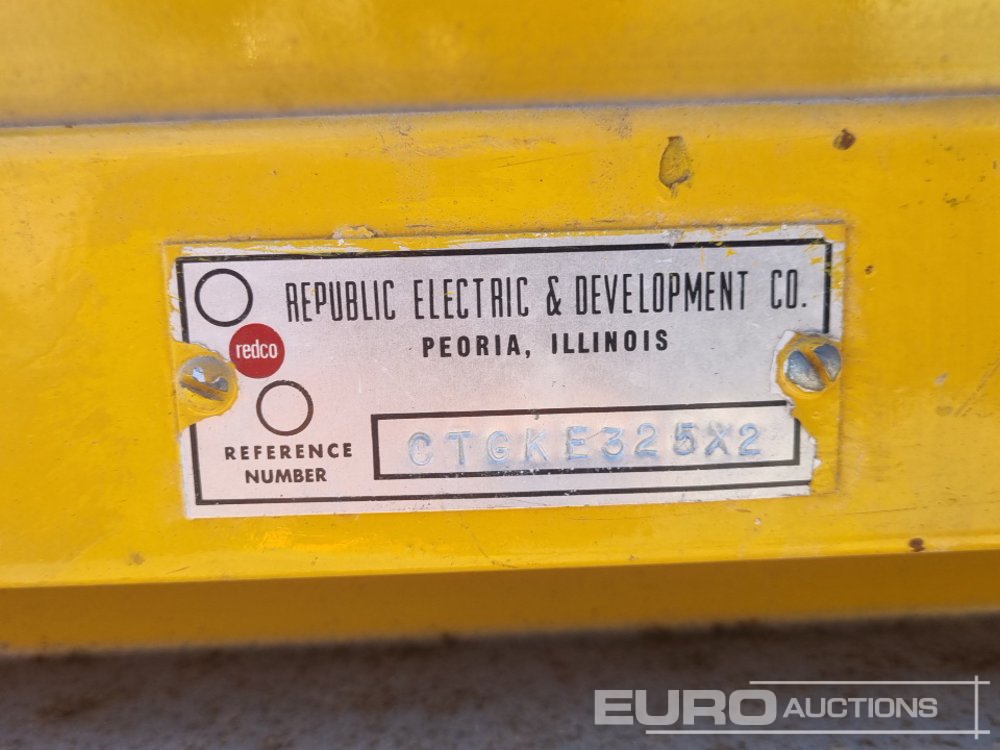 REPUBLIC ELECTRIC & DEVELOPMENT CO.
PEORIA, ILLINOIS
redco
REFERENCE
NUMBER
CTGKE325X2
EURO AUCTIONS